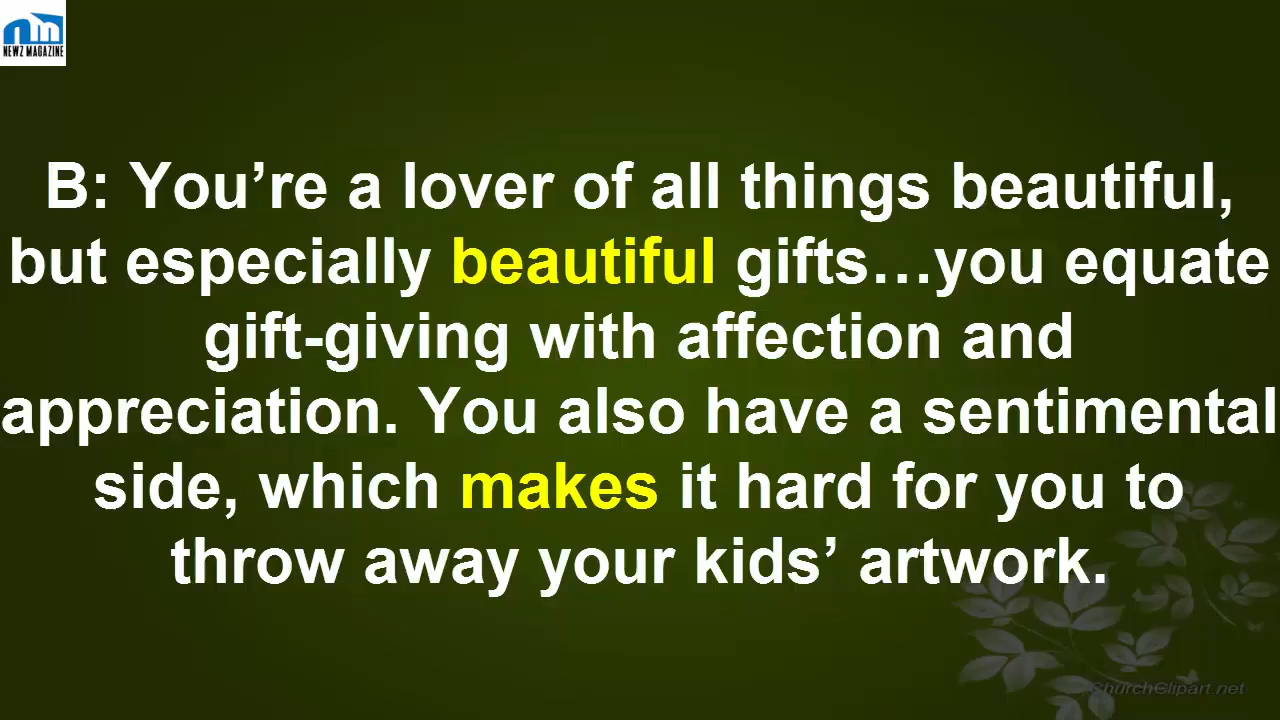 NEWZ MAGAZINE
B: You’re a lover of all things beautiful,
but especially beautiful gifts…you equate
gift-giving with affection and
appreciation. You also have a sentimental
side, which makes it hard for you to
throw away your kids’ artwork.
ChurchClipart.net